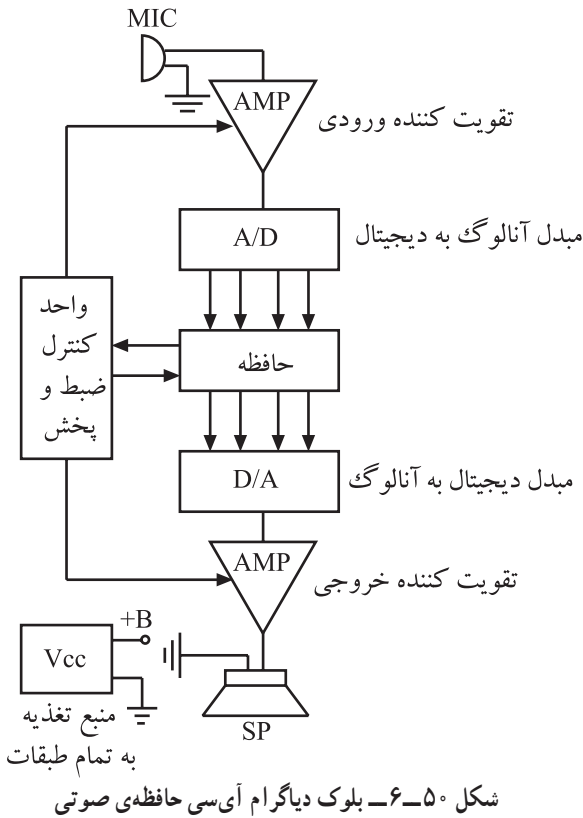 MIC
AMP
تقویت کننده ورودی
A/D
مبدل آنالوگ به دیجیتال
واحد
کنترل
ضبط و
پخش
حافظه
D/A
مبدل دیجیتال به آنالوگ
AMP
تقویت کننده خروجی
+B
Vcc
SP
منبع تغذیه
به تمام طبقات
شکل ۵۰ــ۶ــ بلوک دیاگرام آی‌سی حافظه‌ی صوتی